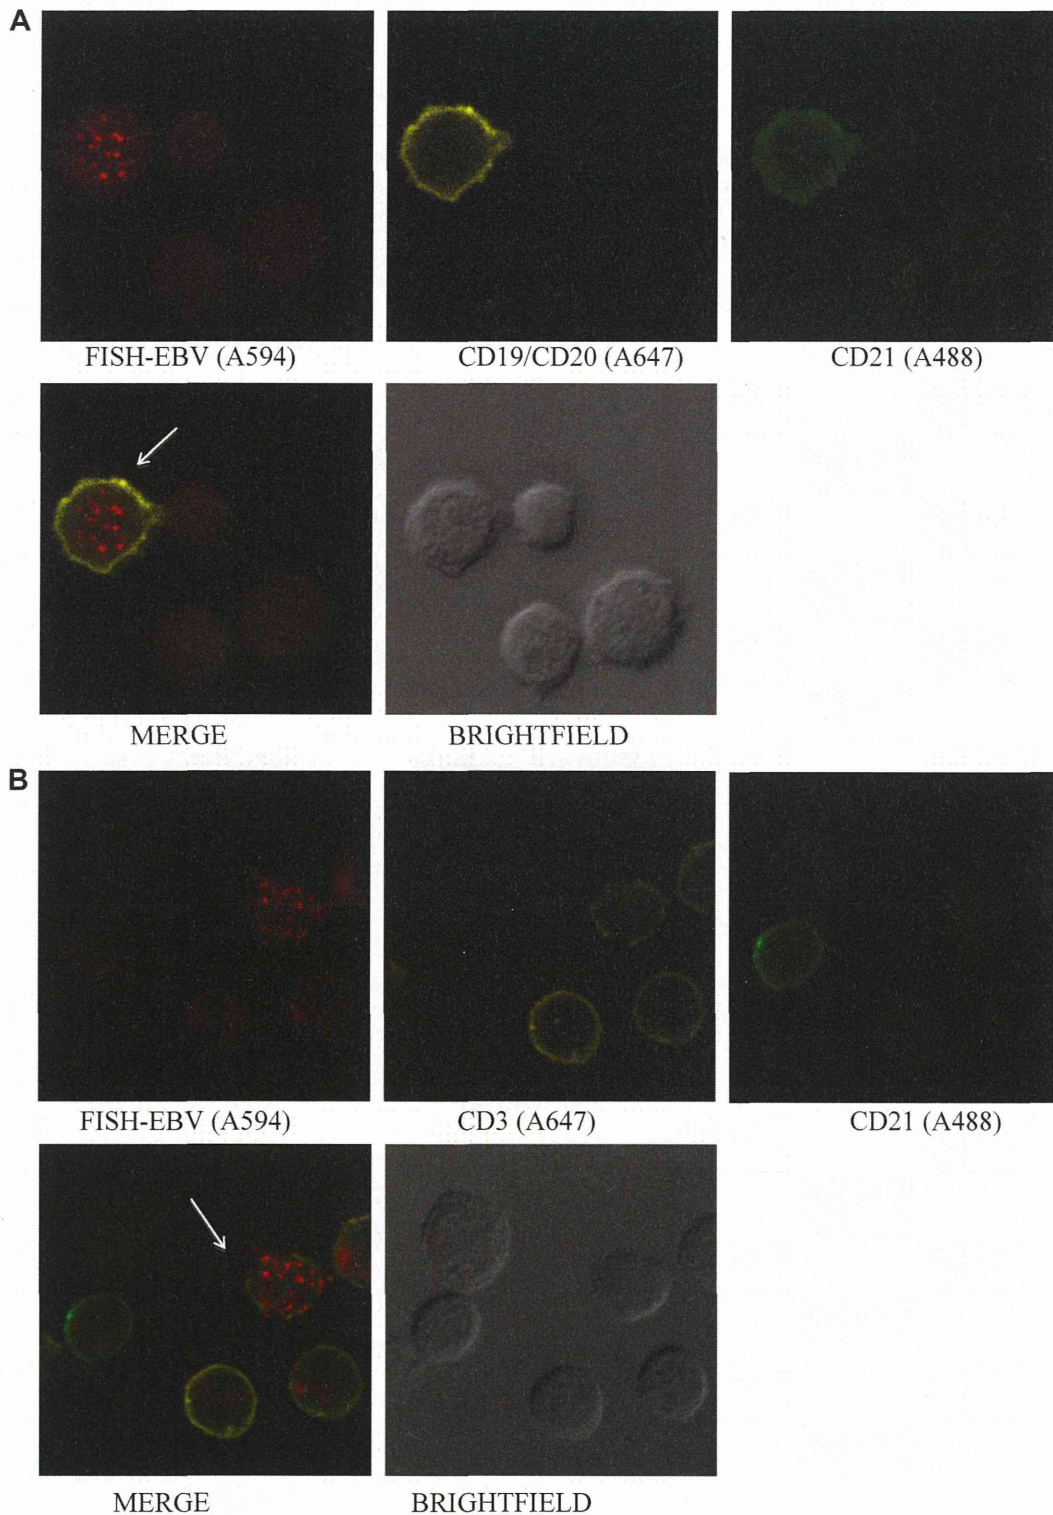 A
FISH-EBV (A594)
CD19/CD20 (A647)
CD21 (A488)
MERGE
BRIGHTFIELD
B
FISH-EBV (A594)
CD3 (A647)
CD21 (A488)
MERGE
BRIGHTFIELD